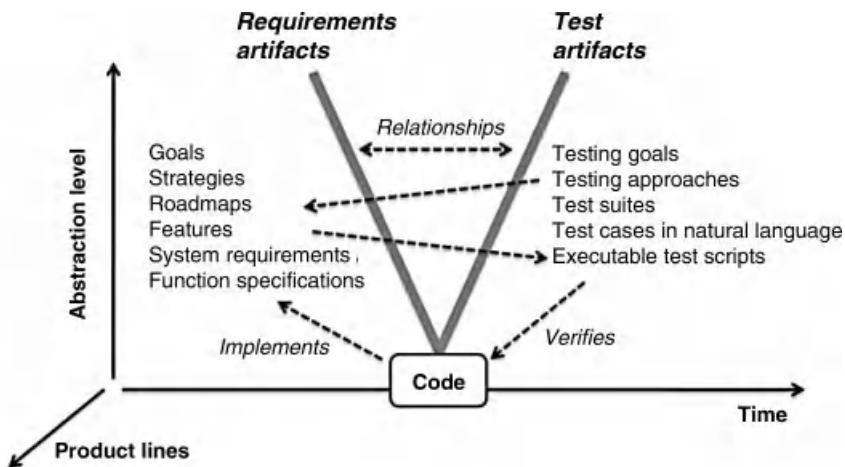 Requirements
artifacts
Test
artifacts
Relationships
Goals
Strategies
Roadmaps
Features
System requirements
Function specifications
Testing goals
Testing approaches
Test suites
Test cases in natural language
Executable test scripts
Abstraction level
Implements
Verifies
Code
Time
Product lines